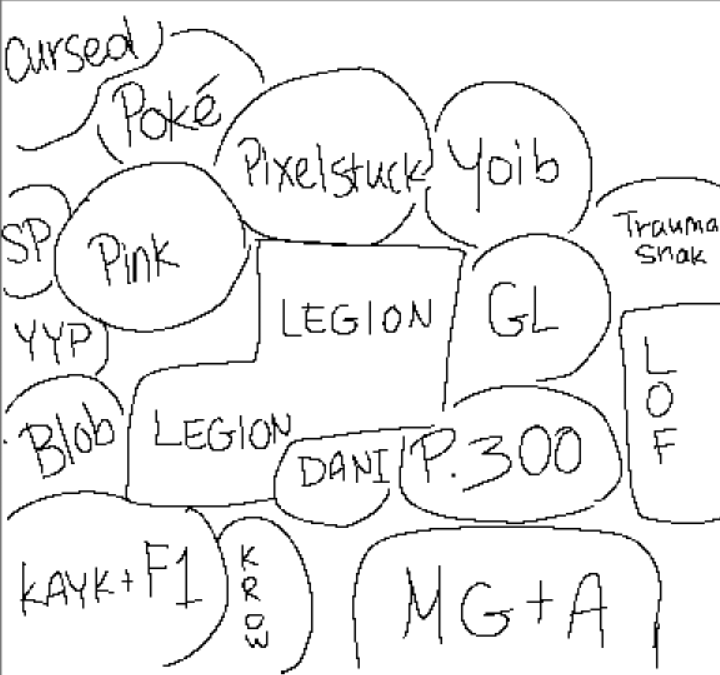 Cursed
Poké
Pixelstuck
Yoib
SP
Pink
Trauma
Snak
LEGION
GL
YYP
LOF
Blob
LEGION
DANI
P.300
KAYK+F1
KROW
MG+A